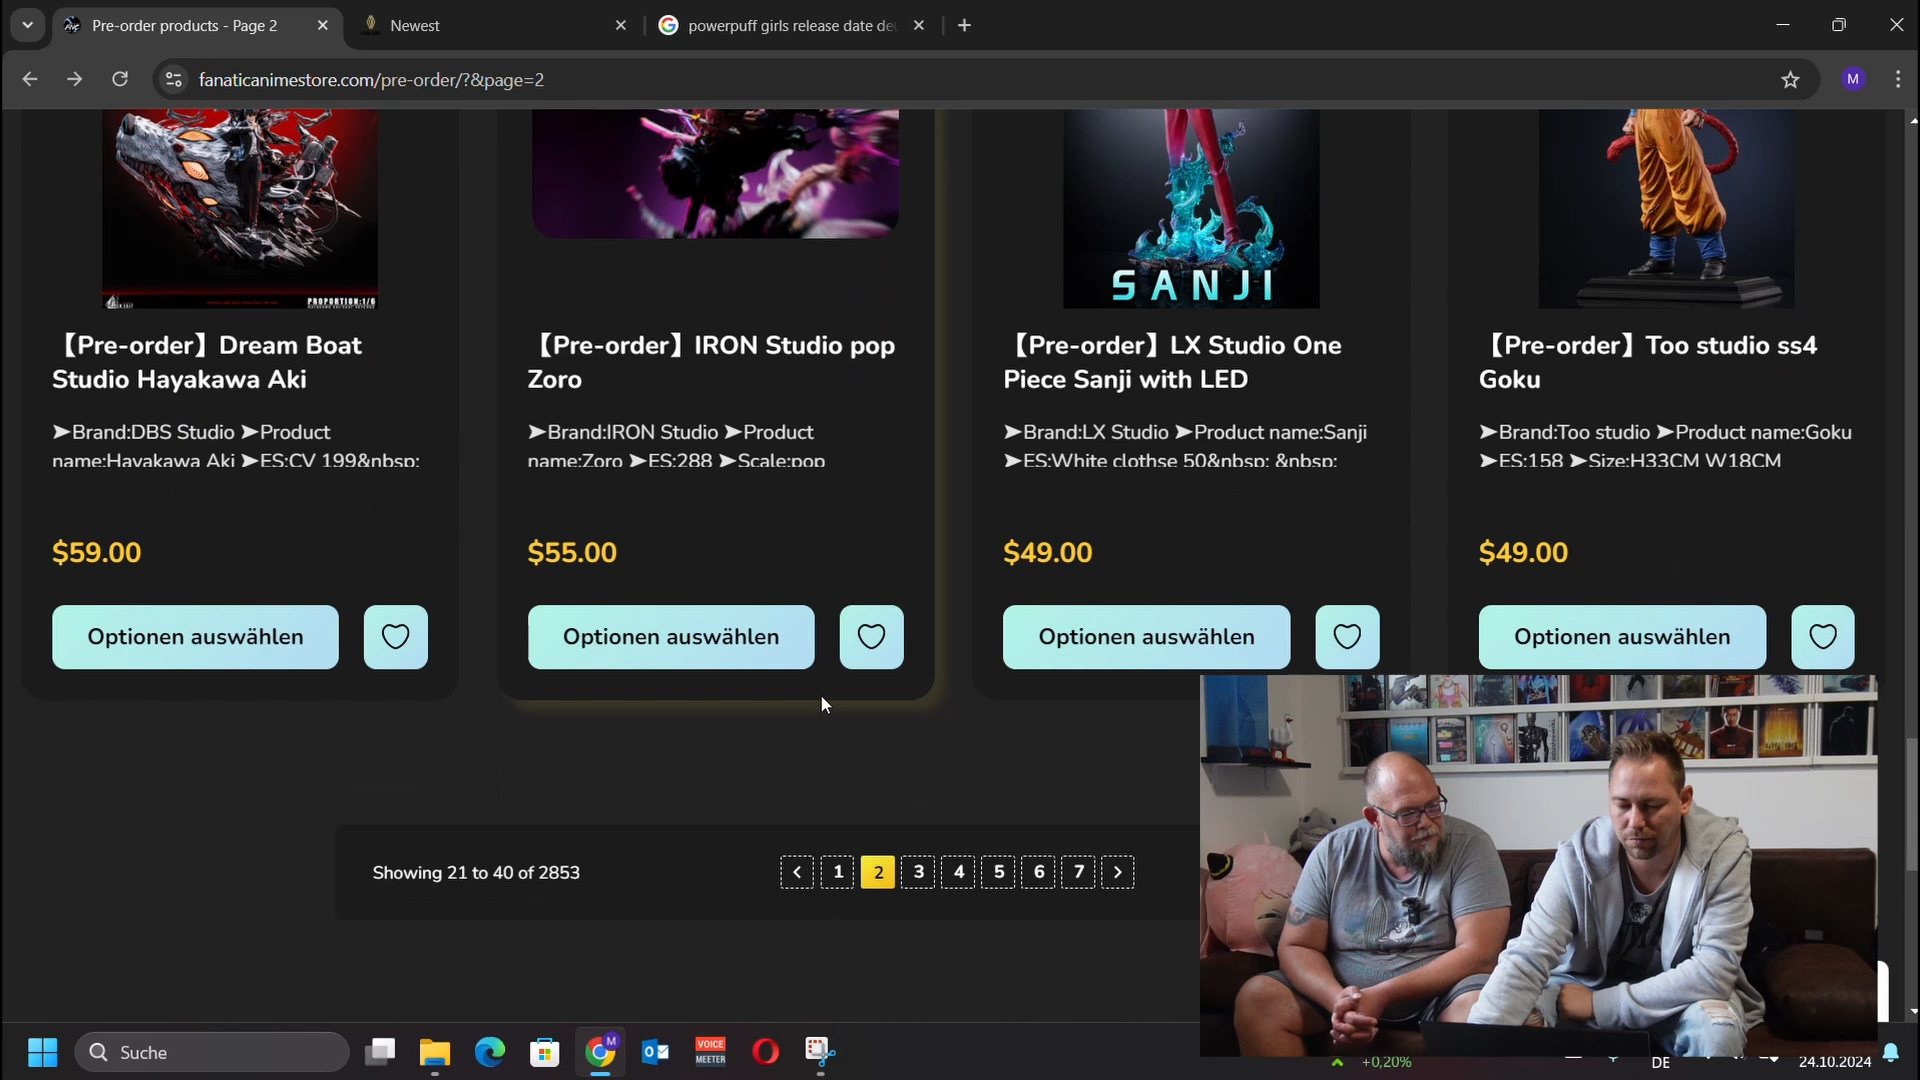 Pre-order products - Page 2
Newest
powerpuff girls release date de
fanaticanimestore.com/pre-order/?&page=2
M
PROPORTION:1/6
SANJI
【Pre-order】Dream Boat
Studio Hayakawa Aki
➤Brand:DBS Studio ➤Product
name:Hayakawa Aki ➤ES:CV 199&nbsp;
$59.00
Optionen auswählen
【Pre-order】IRON Studio pop
Zoro
➤Brand:IRON Studio ➤Product
name:Zoro ➤ES:288 ➤Scale:pop
$55.00
Optionen auswählen
【Pre-order】LX Studio One
Piece Sanji with LED
➤Brand:LX Studio ➤Product name:Sanji
➤ES:White clothse 50&nbsp; &nbsp;
$49.00
Optionen auswählen
【Pre-order】Too studio ss4
Goku
➤Brand:Too studio ➤Product name:Goku
➤ES:158 ➤Size:H33CM W18CM
$49.00
Optionen auswählen
Showing 21 to 40 of 2853
1 2 3 4 5 6 7
Suche
M
VOICE
MEETER
+0,20%
DE
24.10.2024